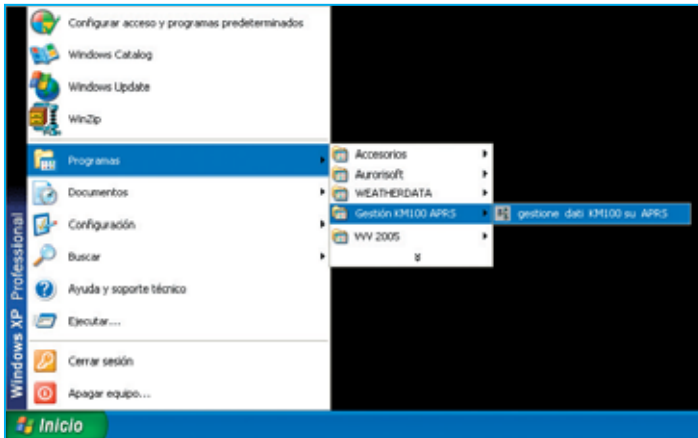 Configurar acceso y programas predeterminados
Windows Catalog
Windows Update
WinZip
Programas
Documentos
Configuración
Buscar
Ayuda y soporte técnico
Ejecutar...
Cerrar sesión
Apagar equipo...
Accesorios
Aurorisoft
WEATHERDATA
Gestión KM100 APRS
VVV 2005
gestione dati KM100 su APRS
Windows XP Professional
Inicio